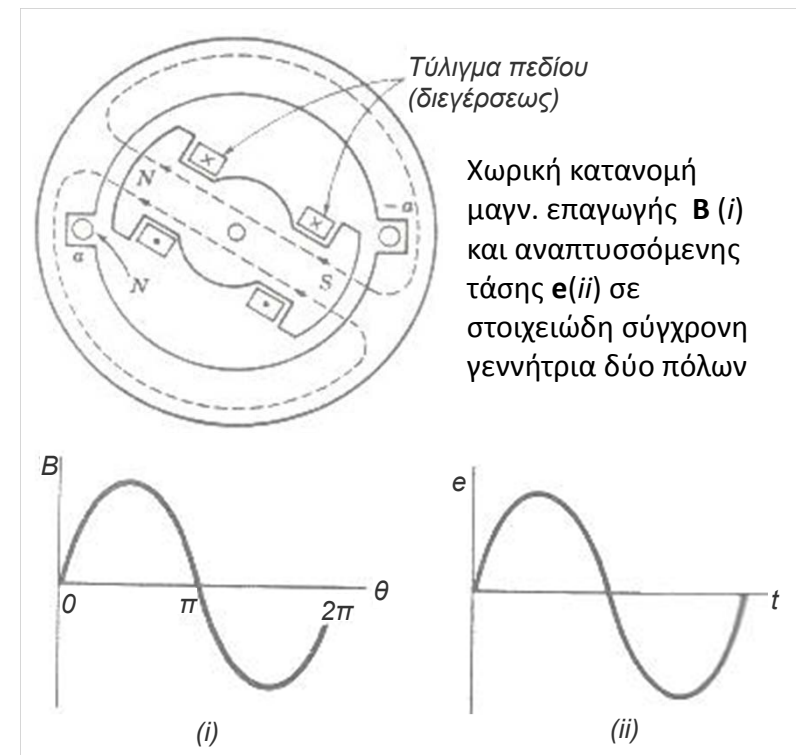 Τύλιγμα πεδίου
(διεγέρσεως)
Χωρική κατανομή
μαγν. επαγωγής B (i)
και αναπτυσσόμενης
τάσης e(ii) σε
στοιχειώδη σύγχρονη
γεννήτρια δύο πόλων
N
S
a
-a
N
B
0
π
2π
θ
(i)
e
t
(ii)